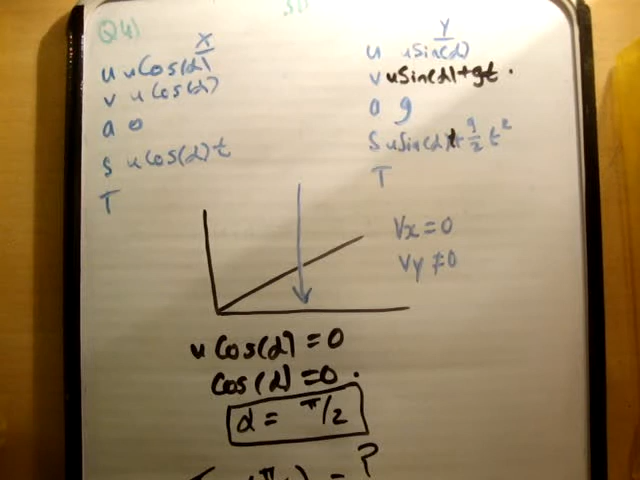 Q4)
X
u uCos(α)
v uCos(α)
a 0
S uCos(α)t
T
Y
u uSin(α)
v uSin(α)+gt.
a g
S uSin(α)t+g/2 t²
T
Vx=0
Vy≠0
uCos(α)=0
Cos(α)=0.
α = π/2
= ?